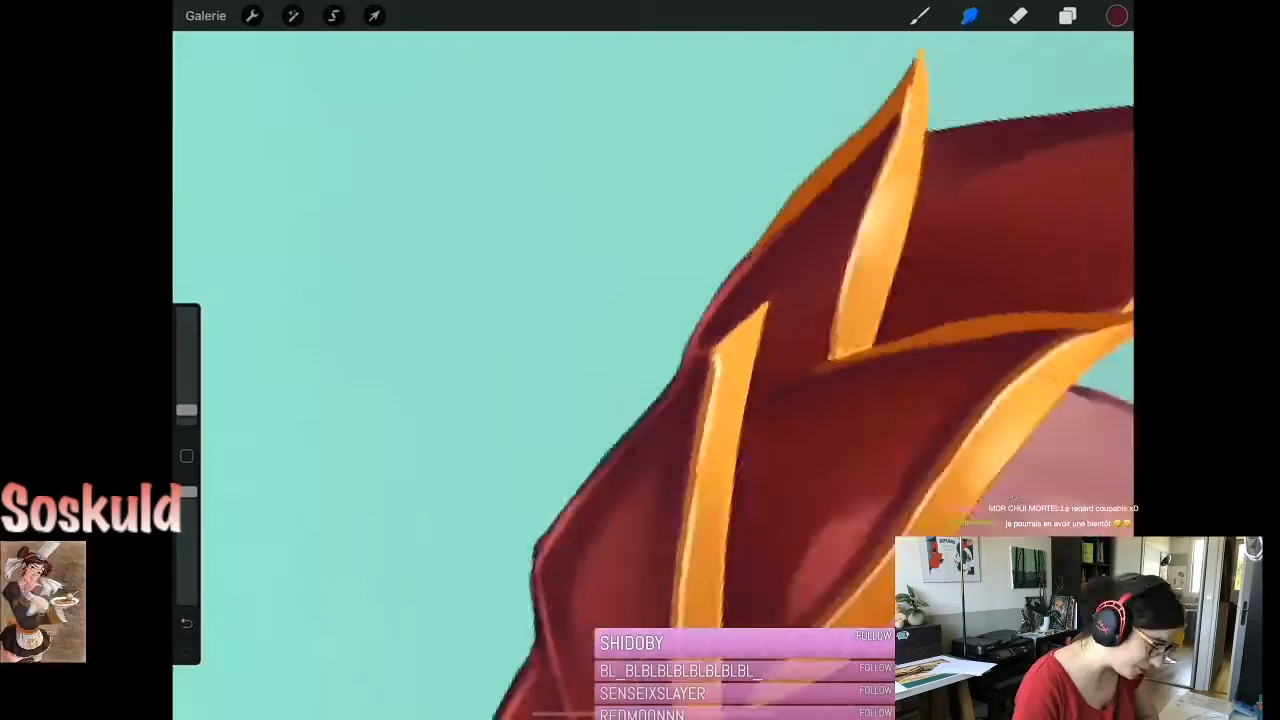 Galerie
Soskuld
MDR CHUI MORTE...Le regard coupable xD
je pourrais en avoir une bientôt 🤣🤣
SHIDOBY FOLLOW
BL_BLBLBLBLBLBLBL_ FOLLOW
SENSEIXSLAYER FOLLOW
REDMOONNN FOLLOW